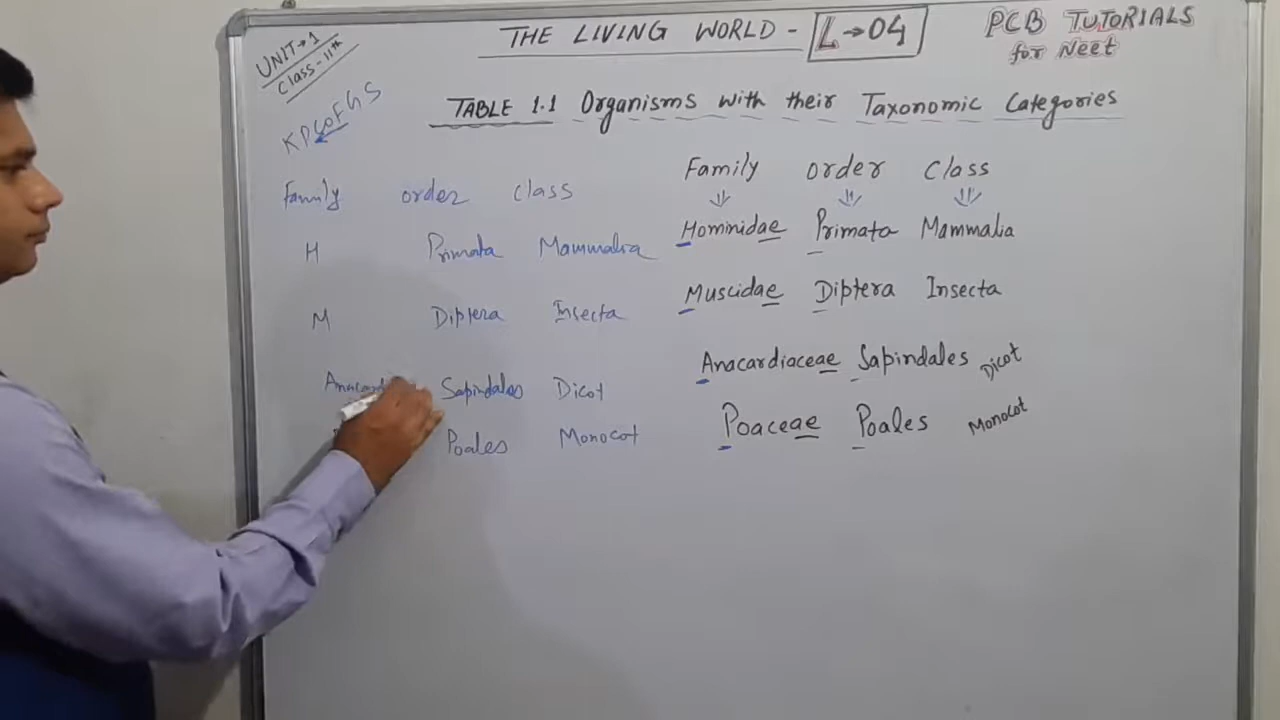 THE LIVING WORLD - L→04
PCB TUTORIALS
for Neet
UNIT→1
Class-11th
KPCOFGS
TABLE 1.1 Organisms with their Taxonomic Categories
Family order Class
Hominidae Primata Mammalia
Muscidae Diptera Insecta
Anacardiaceae Sapindales Dicot
Poaceae Poales Monocot
Family order class
H Primata Mammalia
M Diptera Insecta
Sapindales Dicot
Poales Monocot